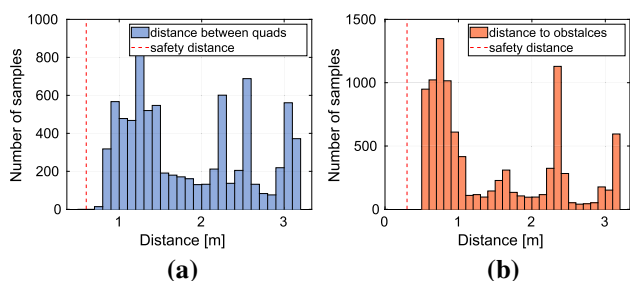 1000
800
600
400
200
0
Number of samples
distance between quads
safety distance
1
2
3
Distance [m]
(a)
1500
1000
500
0
Number of samples
distance to obstalces
safety distance
0
1
2
3
Distance [m]
(b)